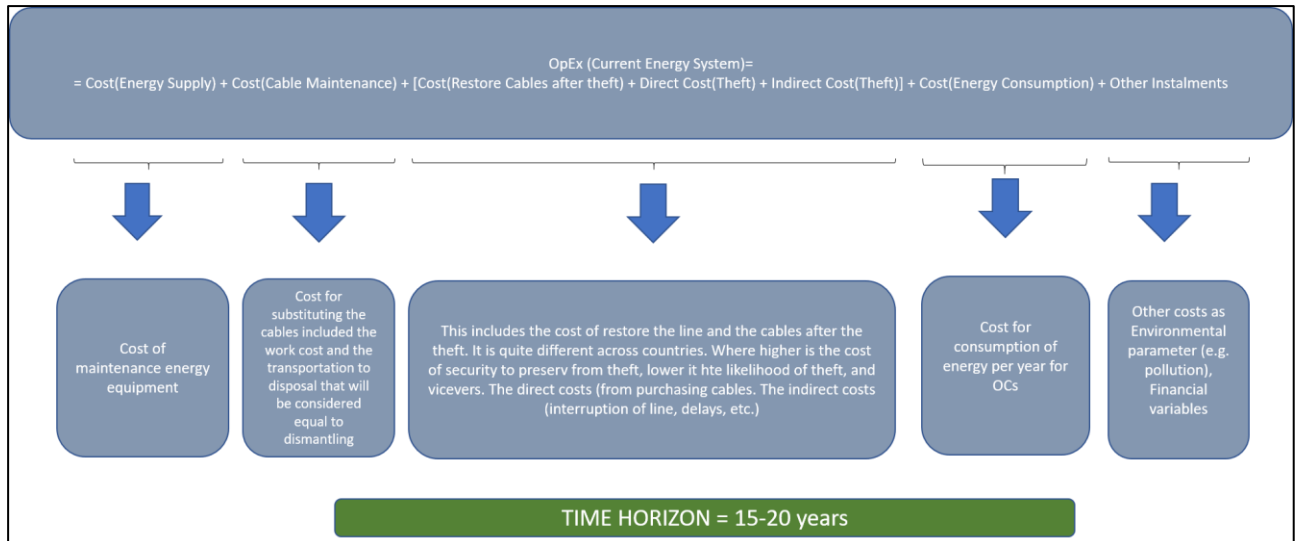 OpEx (Current Energy System)=
= Cost(Energy Supply) + Cost(Cable Maintenance) + [Cost(Restore Cables after theft) + Direct Cost(Theft) + Indirect Cost(Theft)] + Cost(Energy Consumption) + Other Instalments
Cost of
maintenance energy
equipment
Cost for
substituting the
cables included the
work cost and the
transportation to
disposal that will
be considered
equal to
dismantling
This includes the cost of restore the line and the cables after the
theft. It is quite different across countries. Where higher is the cost
of security to preserv from theft, lower it hte likelihood of theft, and
vicevers. The direct costs (from purchasing cables. The indirect costs
(interruption of line, delays, etc.)
Cost for
consumption of
energy per year for
OCs
Other costs as
Environmental
parameter (e.g.
pollution),
Financial
variables
TIME HORIZON = 15-20 years